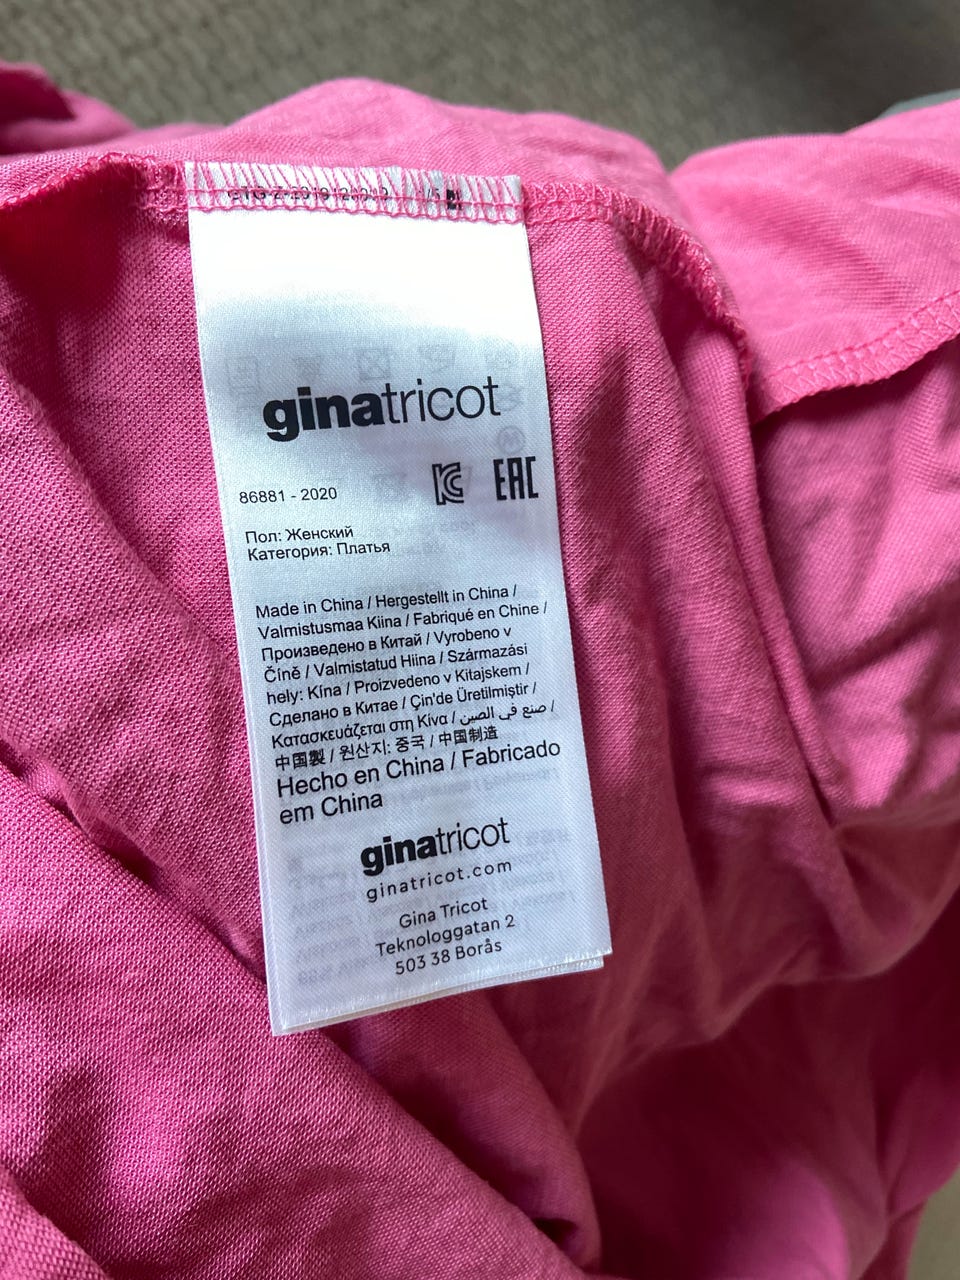 ginatricot
KC EAC
86881 - 2020
Пол: Женский
Категория: Платья
Made in China / Hergestellt in China /
Valmistusmaa Kiina / Fabriqué en Chine /
Произведено в Китай / Vyrobeno v
Číně / Valmistatud Hiina / Származási
hely: Kína / Proizvedeno v Kitajskem /
Сделано в Китае / Çin'de Üretilmiştir /
Κατασκευάζεται στη Κίνα / صنع في الصين /
中国製 / 원산지: 중국 / 中国制造
Hecho en China / Fabricado
em China
ginatricot
ginatricot.com
Gina Tricot
Teknologgatan 2
503 38 Borås